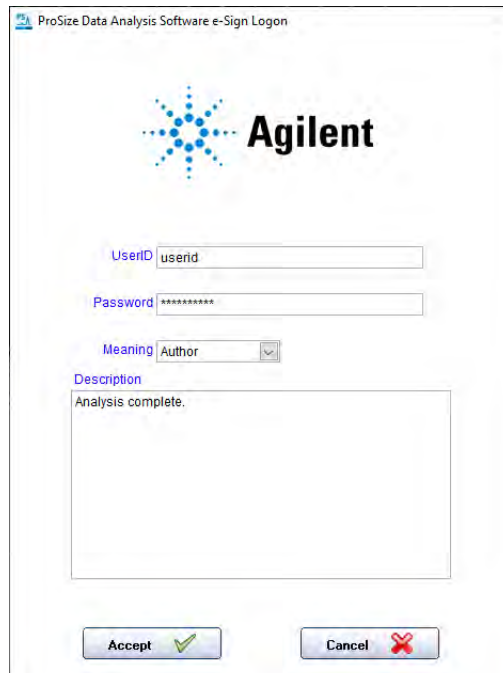 ProSize Data Analysis Software e-Sign Logon
Agilent
UserID userid
Password **********
Meaning Author
Description
Analysis complete.
Accept Cancel